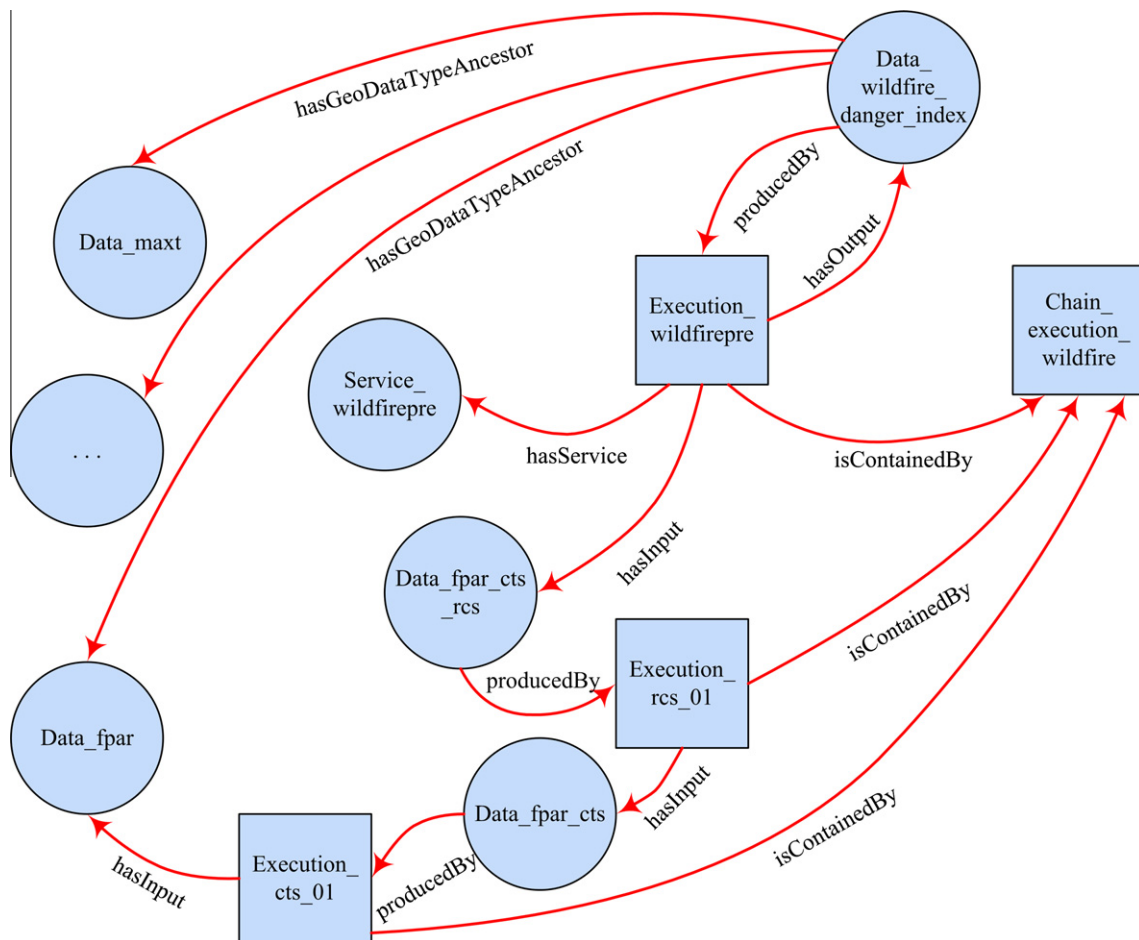 Data_
wildfire_
danger_index
hasGeoDataTypeAncestor
hasGeoDataTypeAncestor
producedBy
hasOutput
Data_maxt
Execution_
wildfirepre
Chain_
execution_
wildfire
Service_
wildfirepre
hasService
isContainedBy
. . .
hasInput
Data_fpar_cts
_rcs
producedBy
Execution_
rcs_01
isContainedBy
Data_fpar
hasInput
Data_fpar_cts
isContainedBy
hasInput
Execution_
cts_01
producedBy